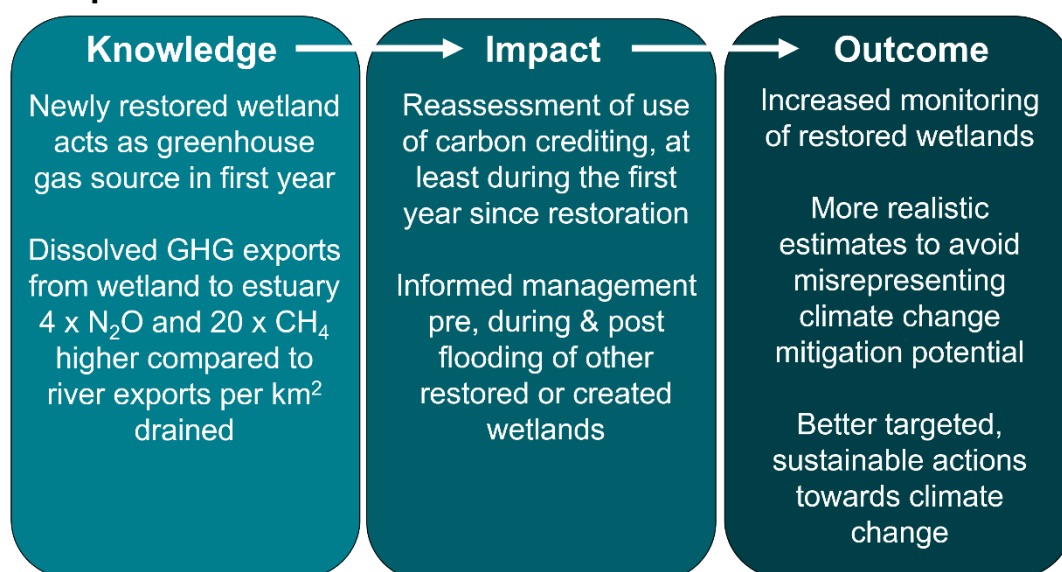 Knowledge
Newly restored wetland
acts as greenhouse
gas source in first year
Dissolved GHG exports
from wetland to estuary
4 x N₂O and 20 x CH₄
higher compared to
river exports per km²
drained
Impact
Reassessment of use
of carbon crediting, at
least during the first
year since restoration
Informed management
pre, during & post
flooding of other
restored or created
wetlands
Outcome
Increased monitoring
of restored wetlands
More realistic
estimates to avoid
misrepresenting
climate change
mitigation potential
Better targeted,
sustainable actions
towards climate
change